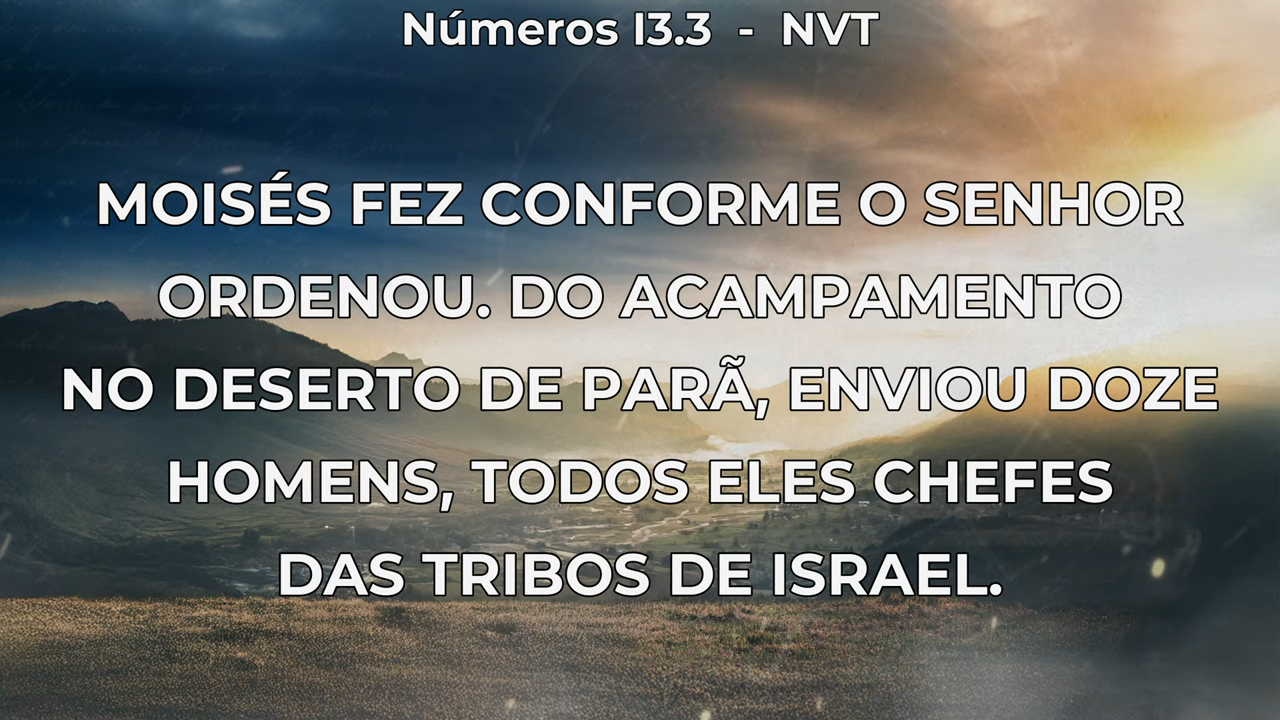 Números 13.3 - NVT
MOISÉS FEZ CONFORME O SENHOR
ORDENOU. DO ACAMPAMENTO
NO DESERTO DE PARÃ, ENVIOU DOZE
HOMENS, TODOS ELES CHEFES
DAS TRIBOS DE ISRAEL.